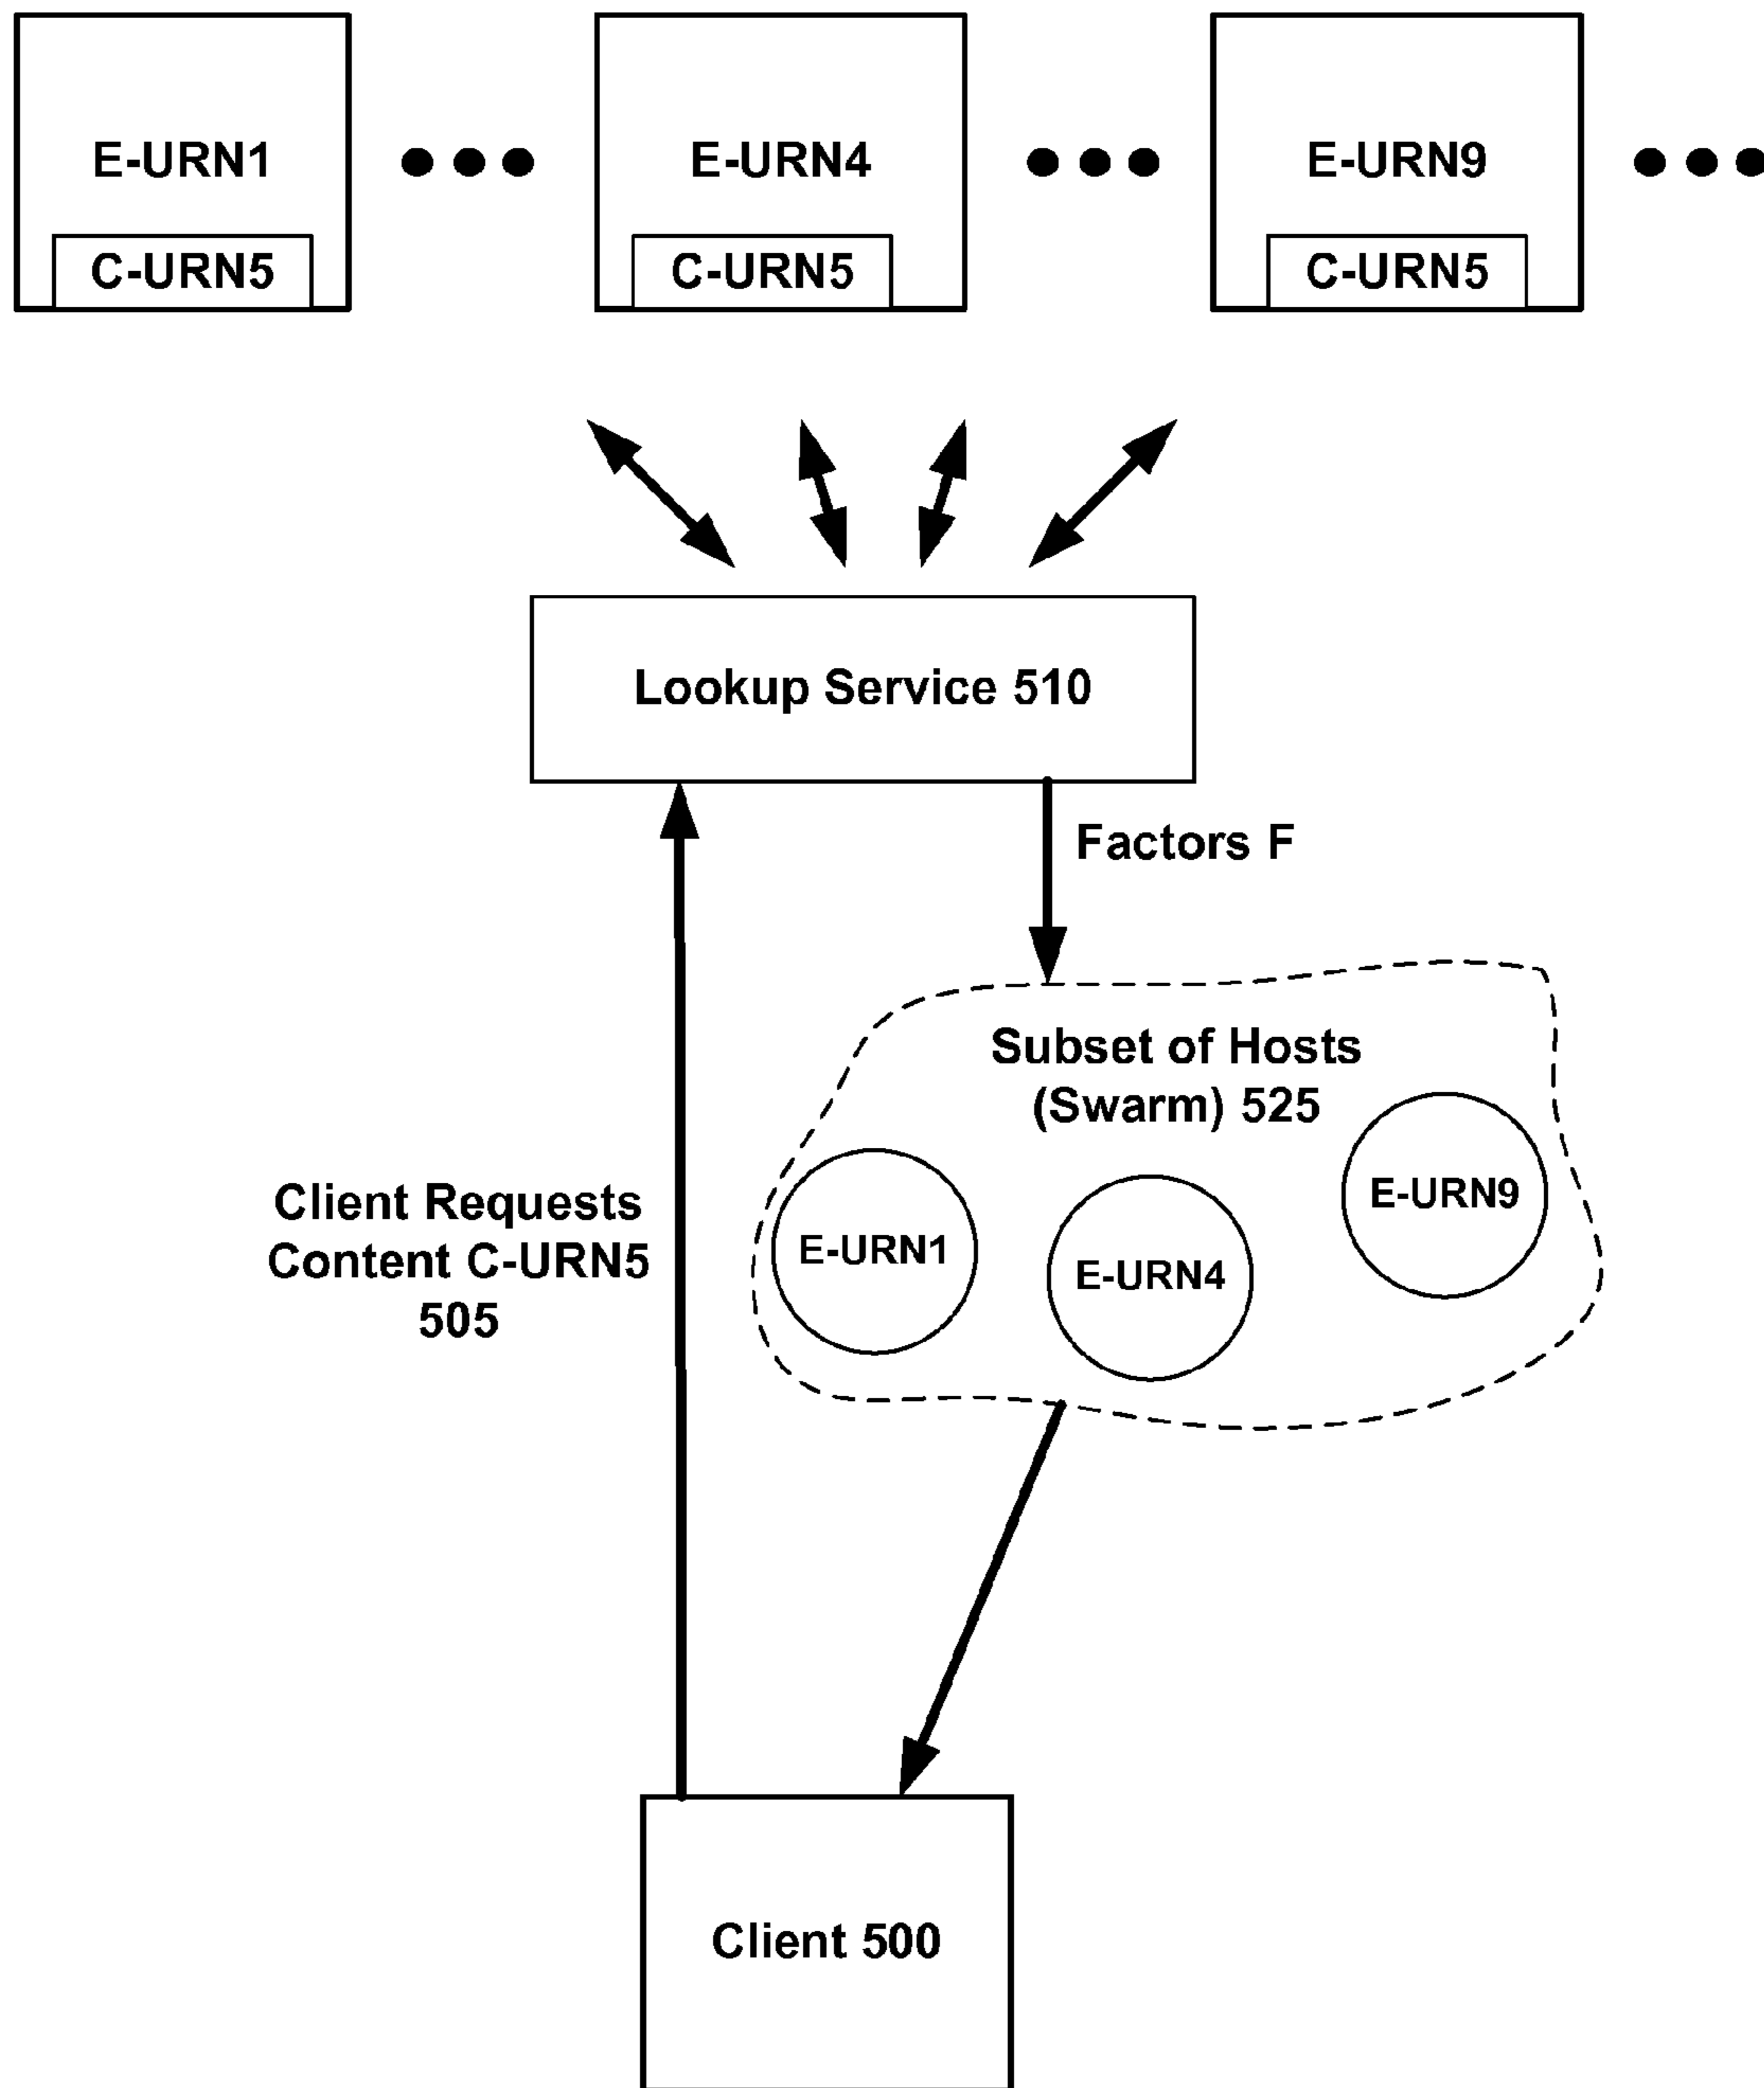 E-URN1
E-URN4
E-URN9
C-URN5
C-URN5
C-URN5
Lookup Service 510
Factors F
Subset of Hosts
(Swarm) 525
E-URN9
E-URN1
E-URN4
Client Requests
Content C-URN5
505
Client 500